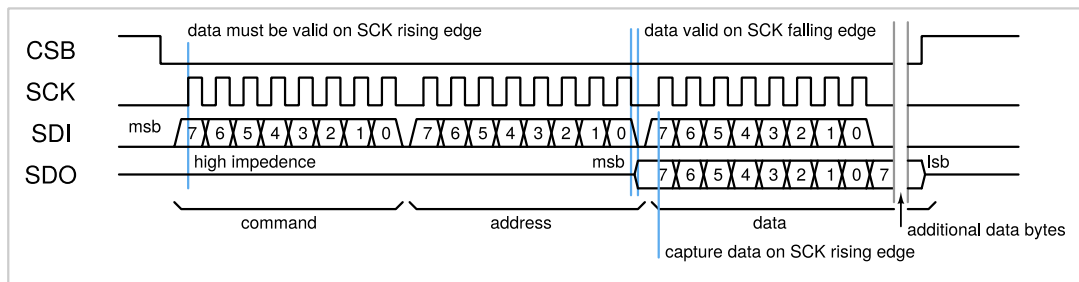 data must be valid on SCK rising edge
data valid on SCK falling edge
CSB
SCK
SDI
msb
7 6 5 4 3 2 1 0
7 6 5 4 3 2 1 0
7 6 5 4 3 2 1 0
high impedence
msb
lsb
SDO
7 6 5 4 3 2 1 0 7
command
address
data
additional data bytes
capture data on SCK rising edge